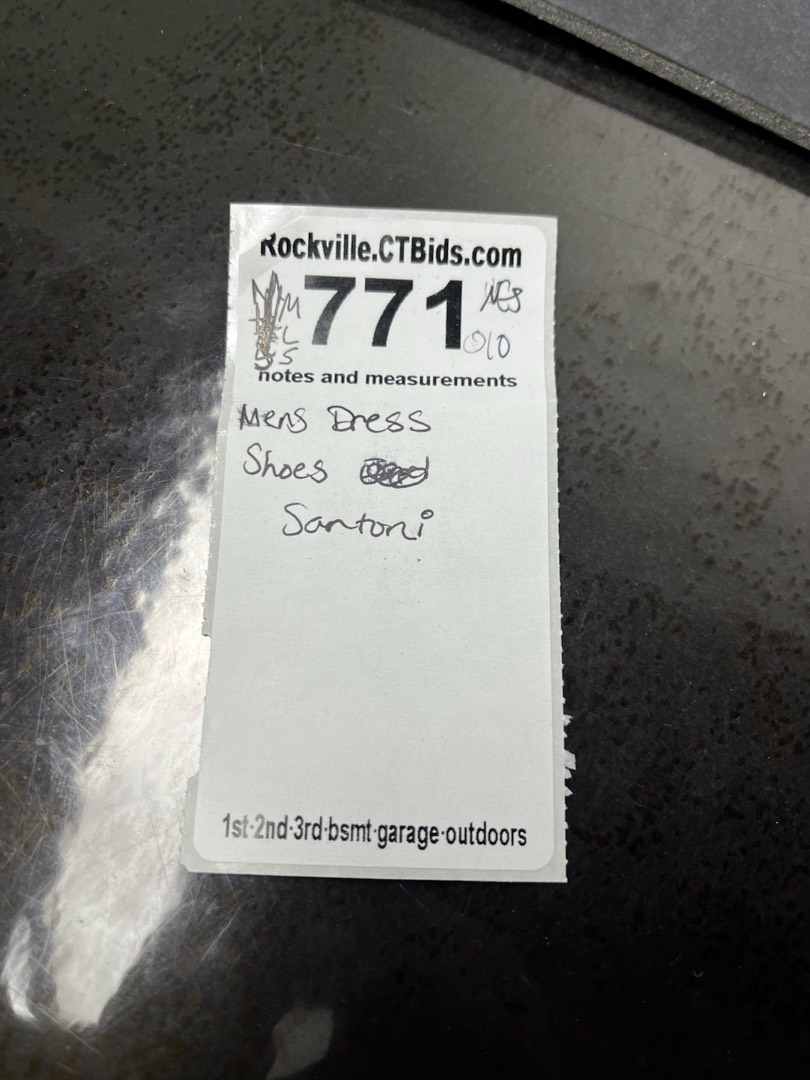 Rockville.CTBids.com
771
notes and measurements
Mens Dress
Shoes
Santoni
1st·2nd·3rd·bsmt·garage·outdoors